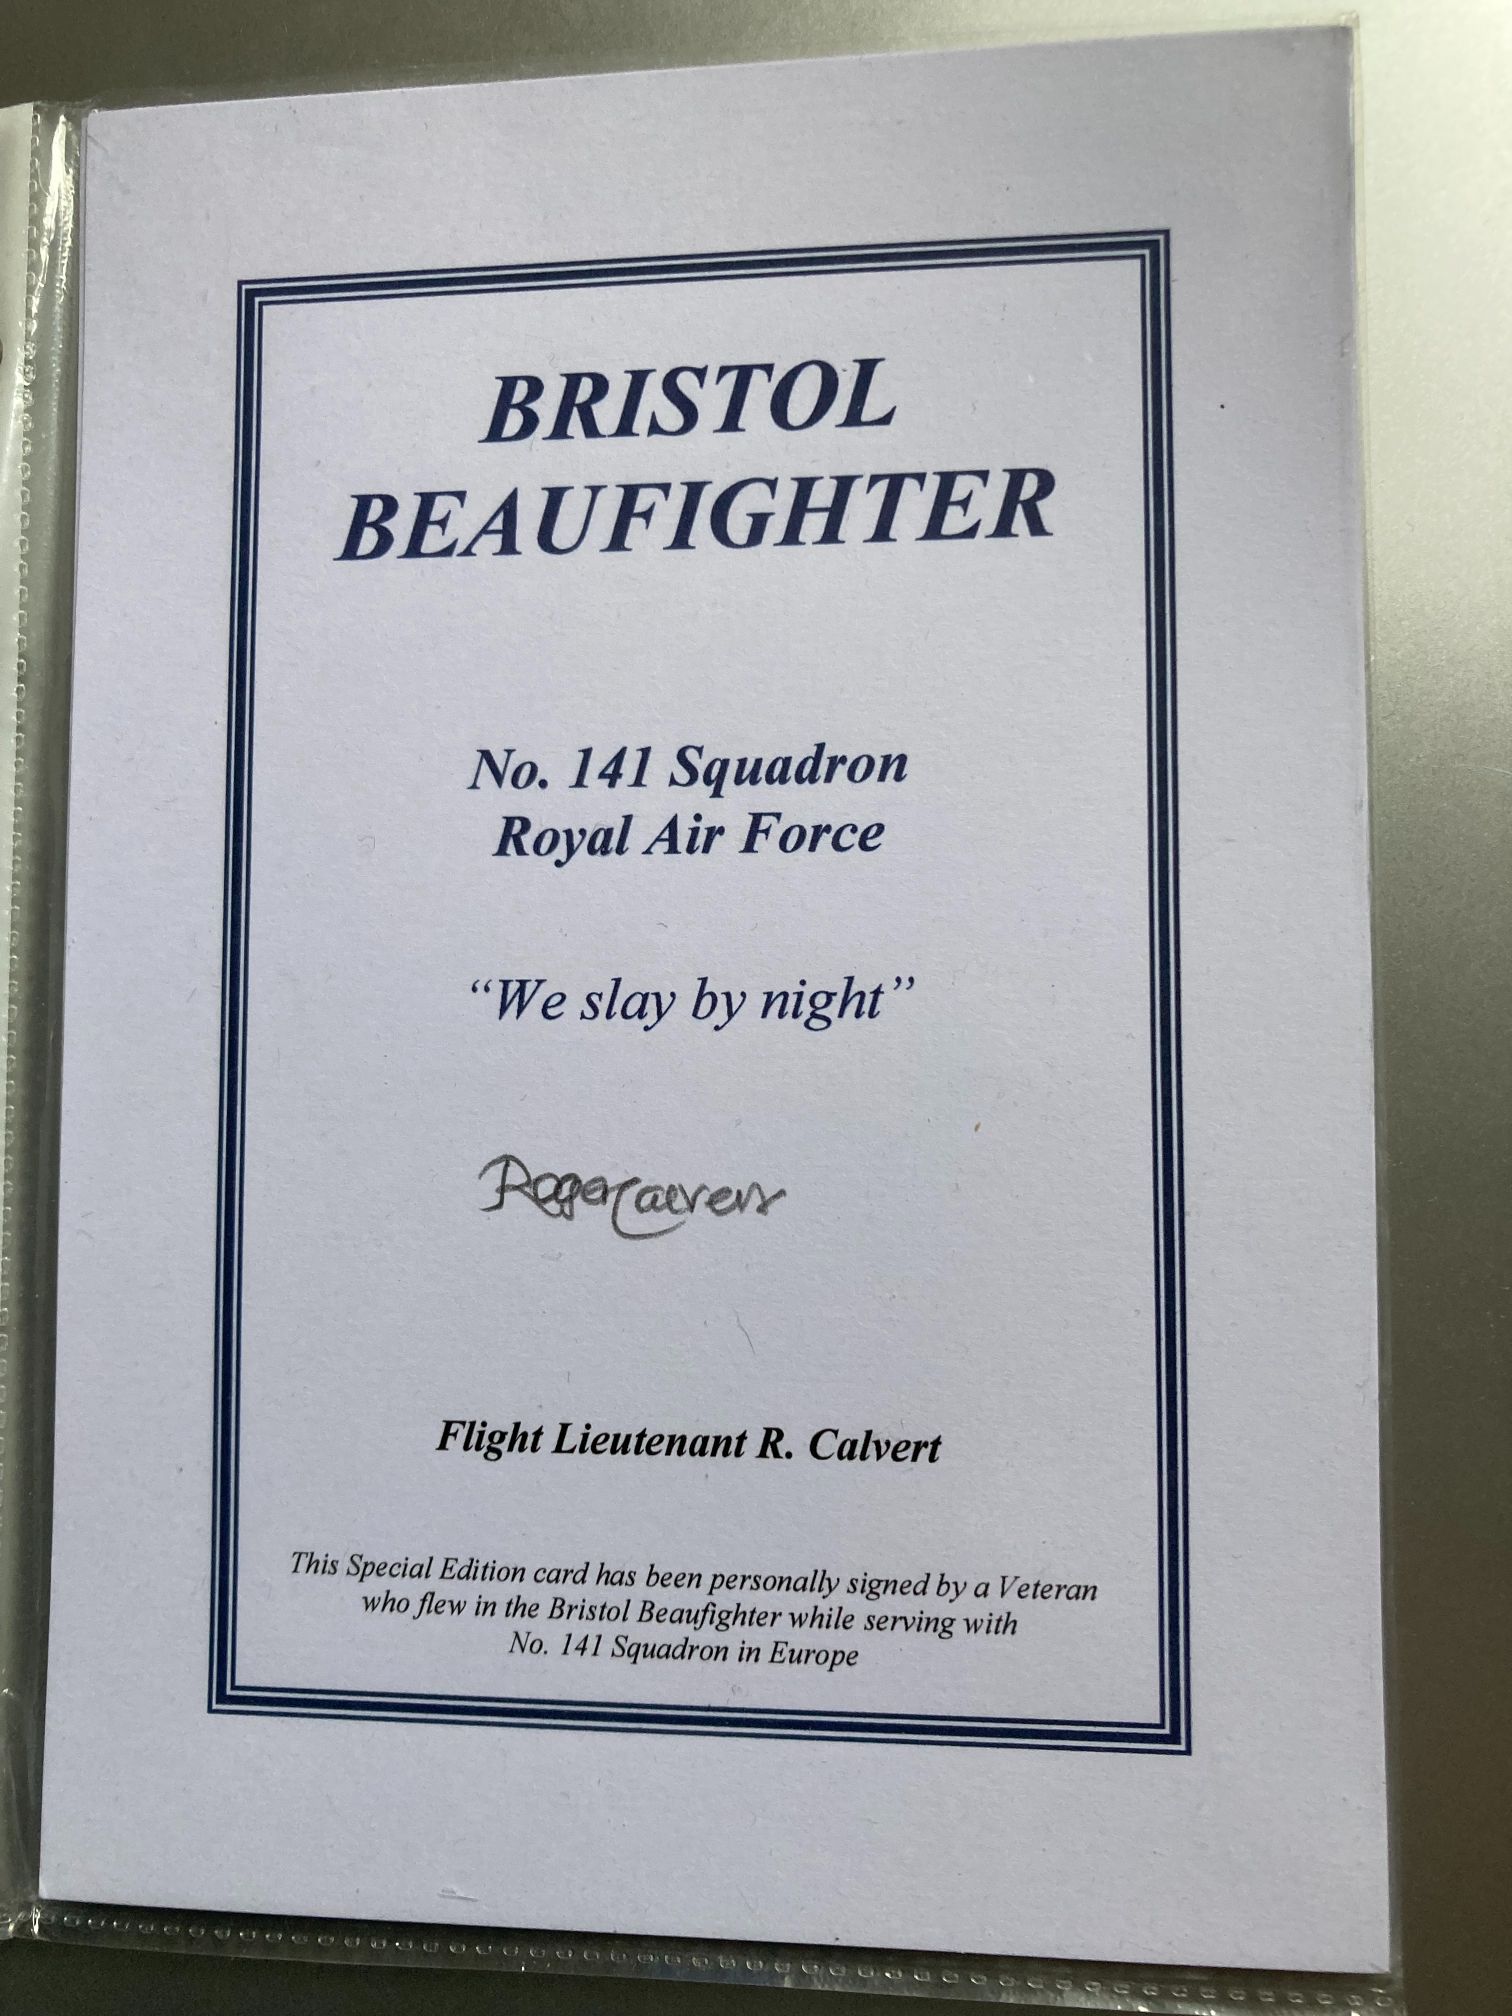 BRISTOL
BEAUFIGHTER
No. 141 Squadron
Royal Air Force
“We slay by night”
Roger Calvert
Flight Lieutenant R. Calvert
This Special Edition card has been personally signed by a Veteran
who flew in the Bristol Beaufighter while serving with
No. 141 Squadron in Europe